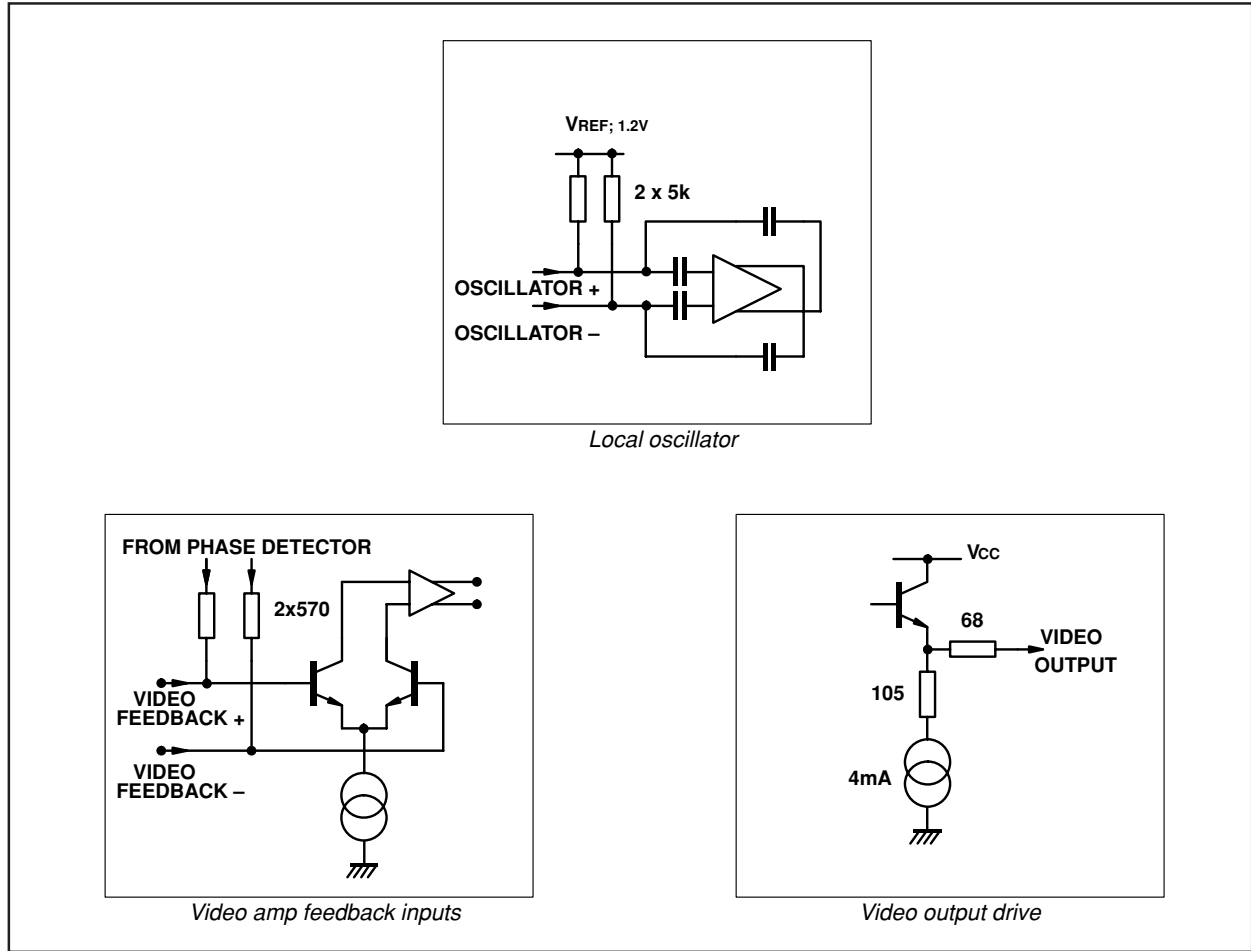 VREF; 1.2V
2 x 5k
OSCILLATOR +
OSCILLATOR –
Local oscillator
FROM PHASE DETECTOR
2x570
VIDEO
FEEDBACK +
VIDEO
FEEDBACK –
Video amp feedback inputs
VCC
68
VIDEO
OUTPUT
105
4mA
Video output drive